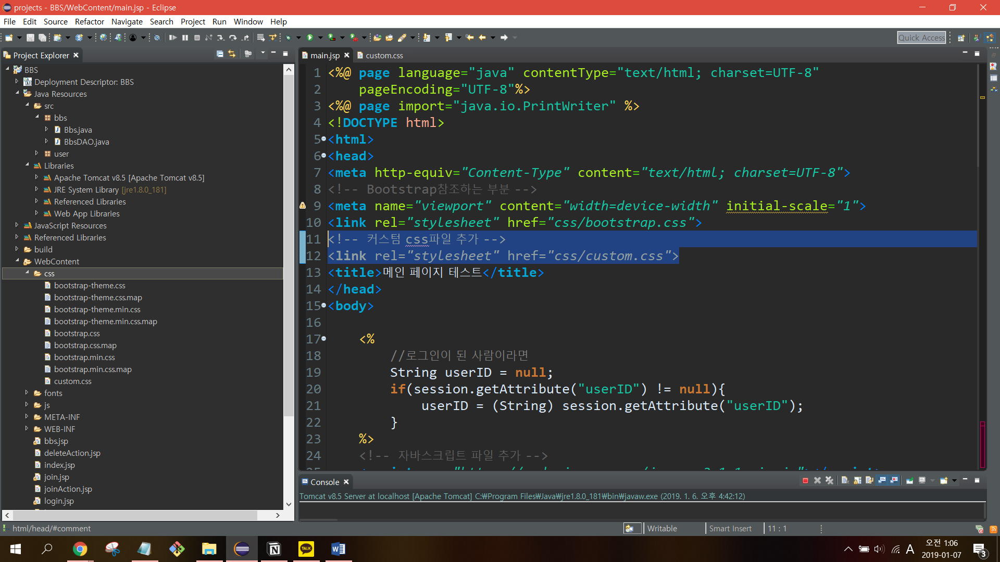 projects - BBS/WebContent/main.jsp - Eclipse
File Edit Source Refactor Navigate Search Project Run Window Help
Quick Access
Project Explorer
BBS
Deployment Descriptor: BBS
Java Resources
src
bbs
Bbs.java
BbsDAO.java
user
Libraries
Apache Tomcat v8.5 [Apache Tomcat v8.5]
JRE System Library [jre1.8.0_181]
Referenced Libraries
Web App Libraries
JavaScript Resources
Referenced Libraries
build
WebContent
css
bootstrap-theme.css
bootstrap-theme.css.map
bootstrap-theme.min.css
bootstrap-theme.min.css.map
bootstrap.css
bootstrap.css.map
bootstrap.min.css
bootstrap.min.css.map
custom.css
fonts
js
META-INF
WEB-INF
bbs.jsp
deleteAction.jsp
index.jsp
join.jsp
joinAction.jsp
login.jsp
main.jsp custom.css
1 <%@ page language="java" contentType="text/html; charset=UTF-8"
2 pageEncoding="UTF-8"%>
3 <%@ page import="java.io.PrintWriter" %>
4 <!DOCTYPE html>
5 <html>
6 <head>
7 <meta http-equiv="Content-Type" content="text/html; charset=UTF-8">
8 <!-- Bootstrap참조하는 부분 -->
9 <meta name="viewport" content="width=device-width" initial-scale="1">
10 <link rel="stylesheet" href="css/bootstrap.css">
11 <!-- 커스텀 css파일 추가 -->
12 <link rel="stylesheet" href="css/custom.css">
13 <title>메인 페이지 테스트</title>
14 </head>
15 <body>
16
17 <%
18 //로그인이 된 사람이라면
19 String userID = null;
20 if(session.getAttribute("userID") != null){
21 userID = (String) session.getAttribute("userID");
22 }
23 %>
24 <!-- 자바스크립트 파일 추가 -->
Console
Tomcat v8.5 Server at localhost [Apache Tomcat] C:₩Program Files₩Java₩jre1.8.0_181₩bin₩javaw.exe (2019. 1. 6. 오후 4:42:12)
html/head/#comment Writable Smart Insert 11 : 1
TALK
A
오전 1:06
2019-01-07
3